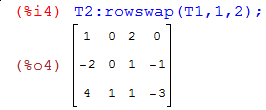 (%i4) T2:rowswap(T1,1,2);
1 0 2 0
(%o4) -2 0 1 -1
4 1 1 -3